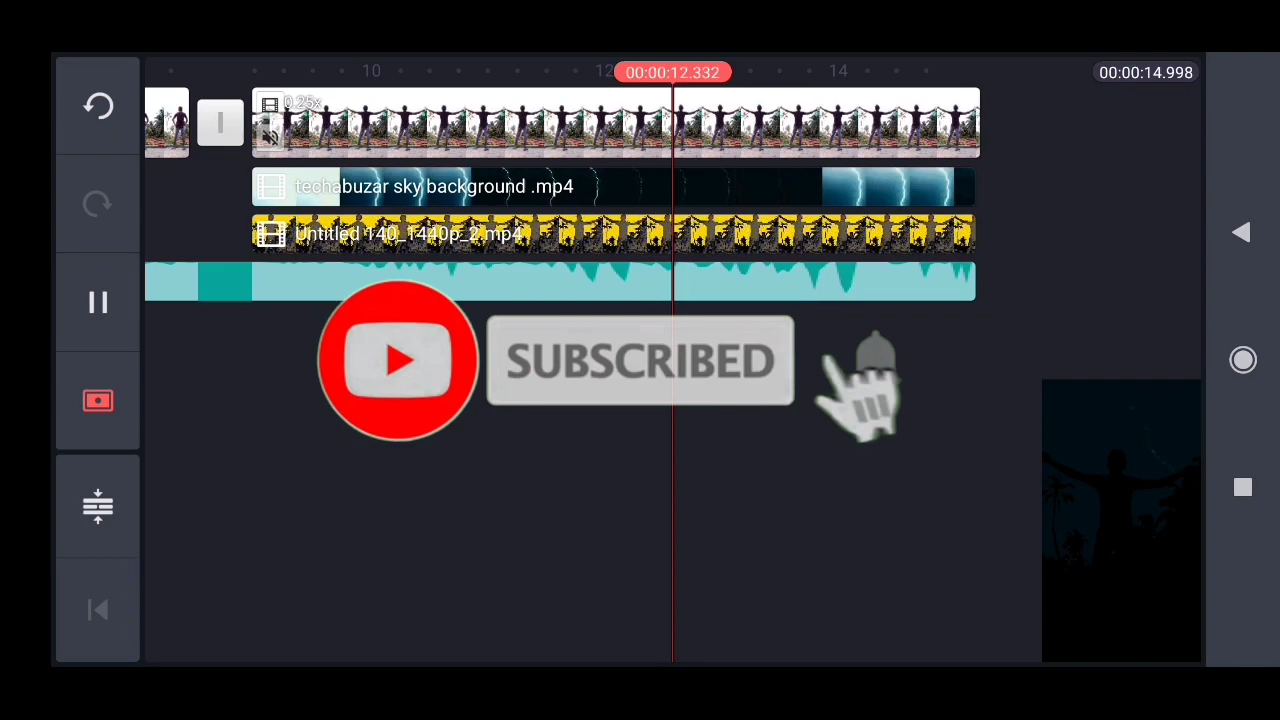 10
12
00:00:12.332
14
00:00:14.998
0.25x
techabuzar sky background .mp4
Untitled 140_1440p_2.mp4
SUBSCRIBED